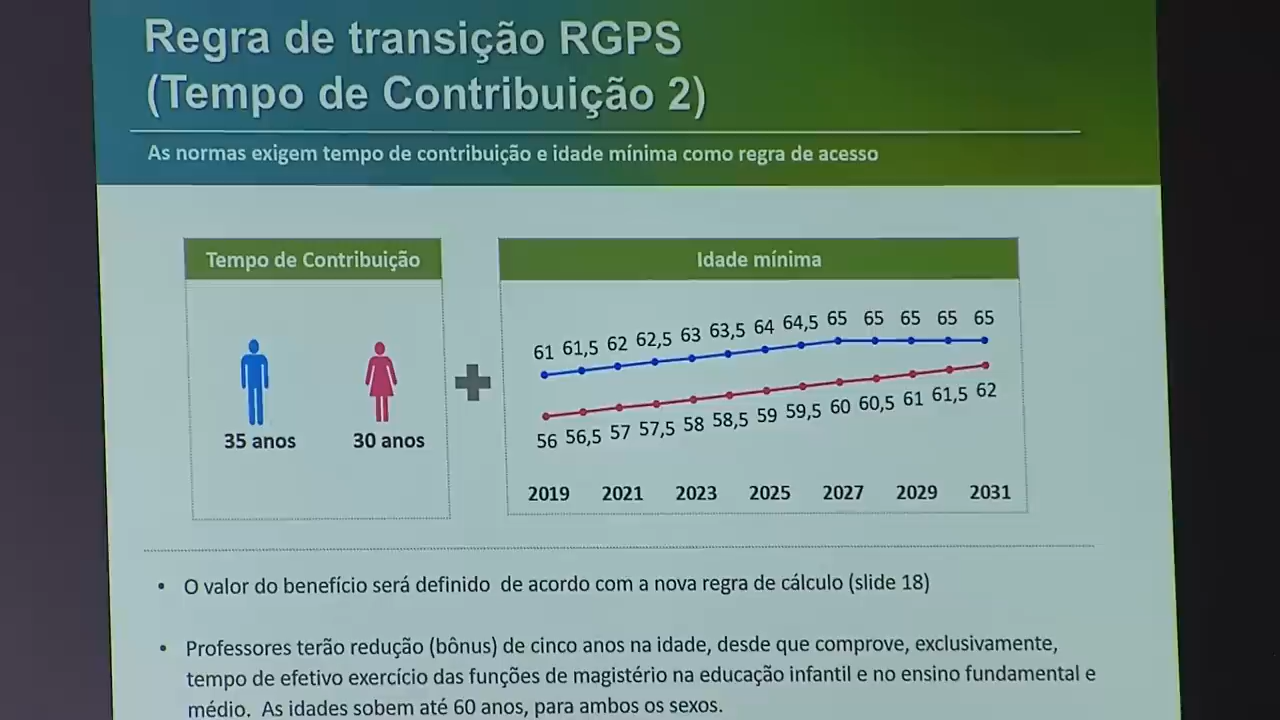 Regra de transição RGPS
(Tempo de Contribuição 2)
As normas exigem tempo de contribuição e idade mínima como regra de acesso
Tempo de Contribuição
35 anos 30 anos
Idade mínima
61 61,5 62 62,5 63 63,5 64 64,5 65 65 65 65 65
56 56,5 57 57,5 58 58,5 59 59,5 60 60,5 61 61,5 62
2019 2021 2023 2025 2027 2029 2031
• O valor do benefício será definido de acordo com a nova regra de cálculo (slide 18)
• Professores terão redução (bônus) de cinco anos na idade, desde que comprove, exclusivamente,
tempo de efetivo exercício das funções de magistério na educação infantil e no ensino fundamental e
médio. As idades sobem até 60 anos, para ambos os sexos.